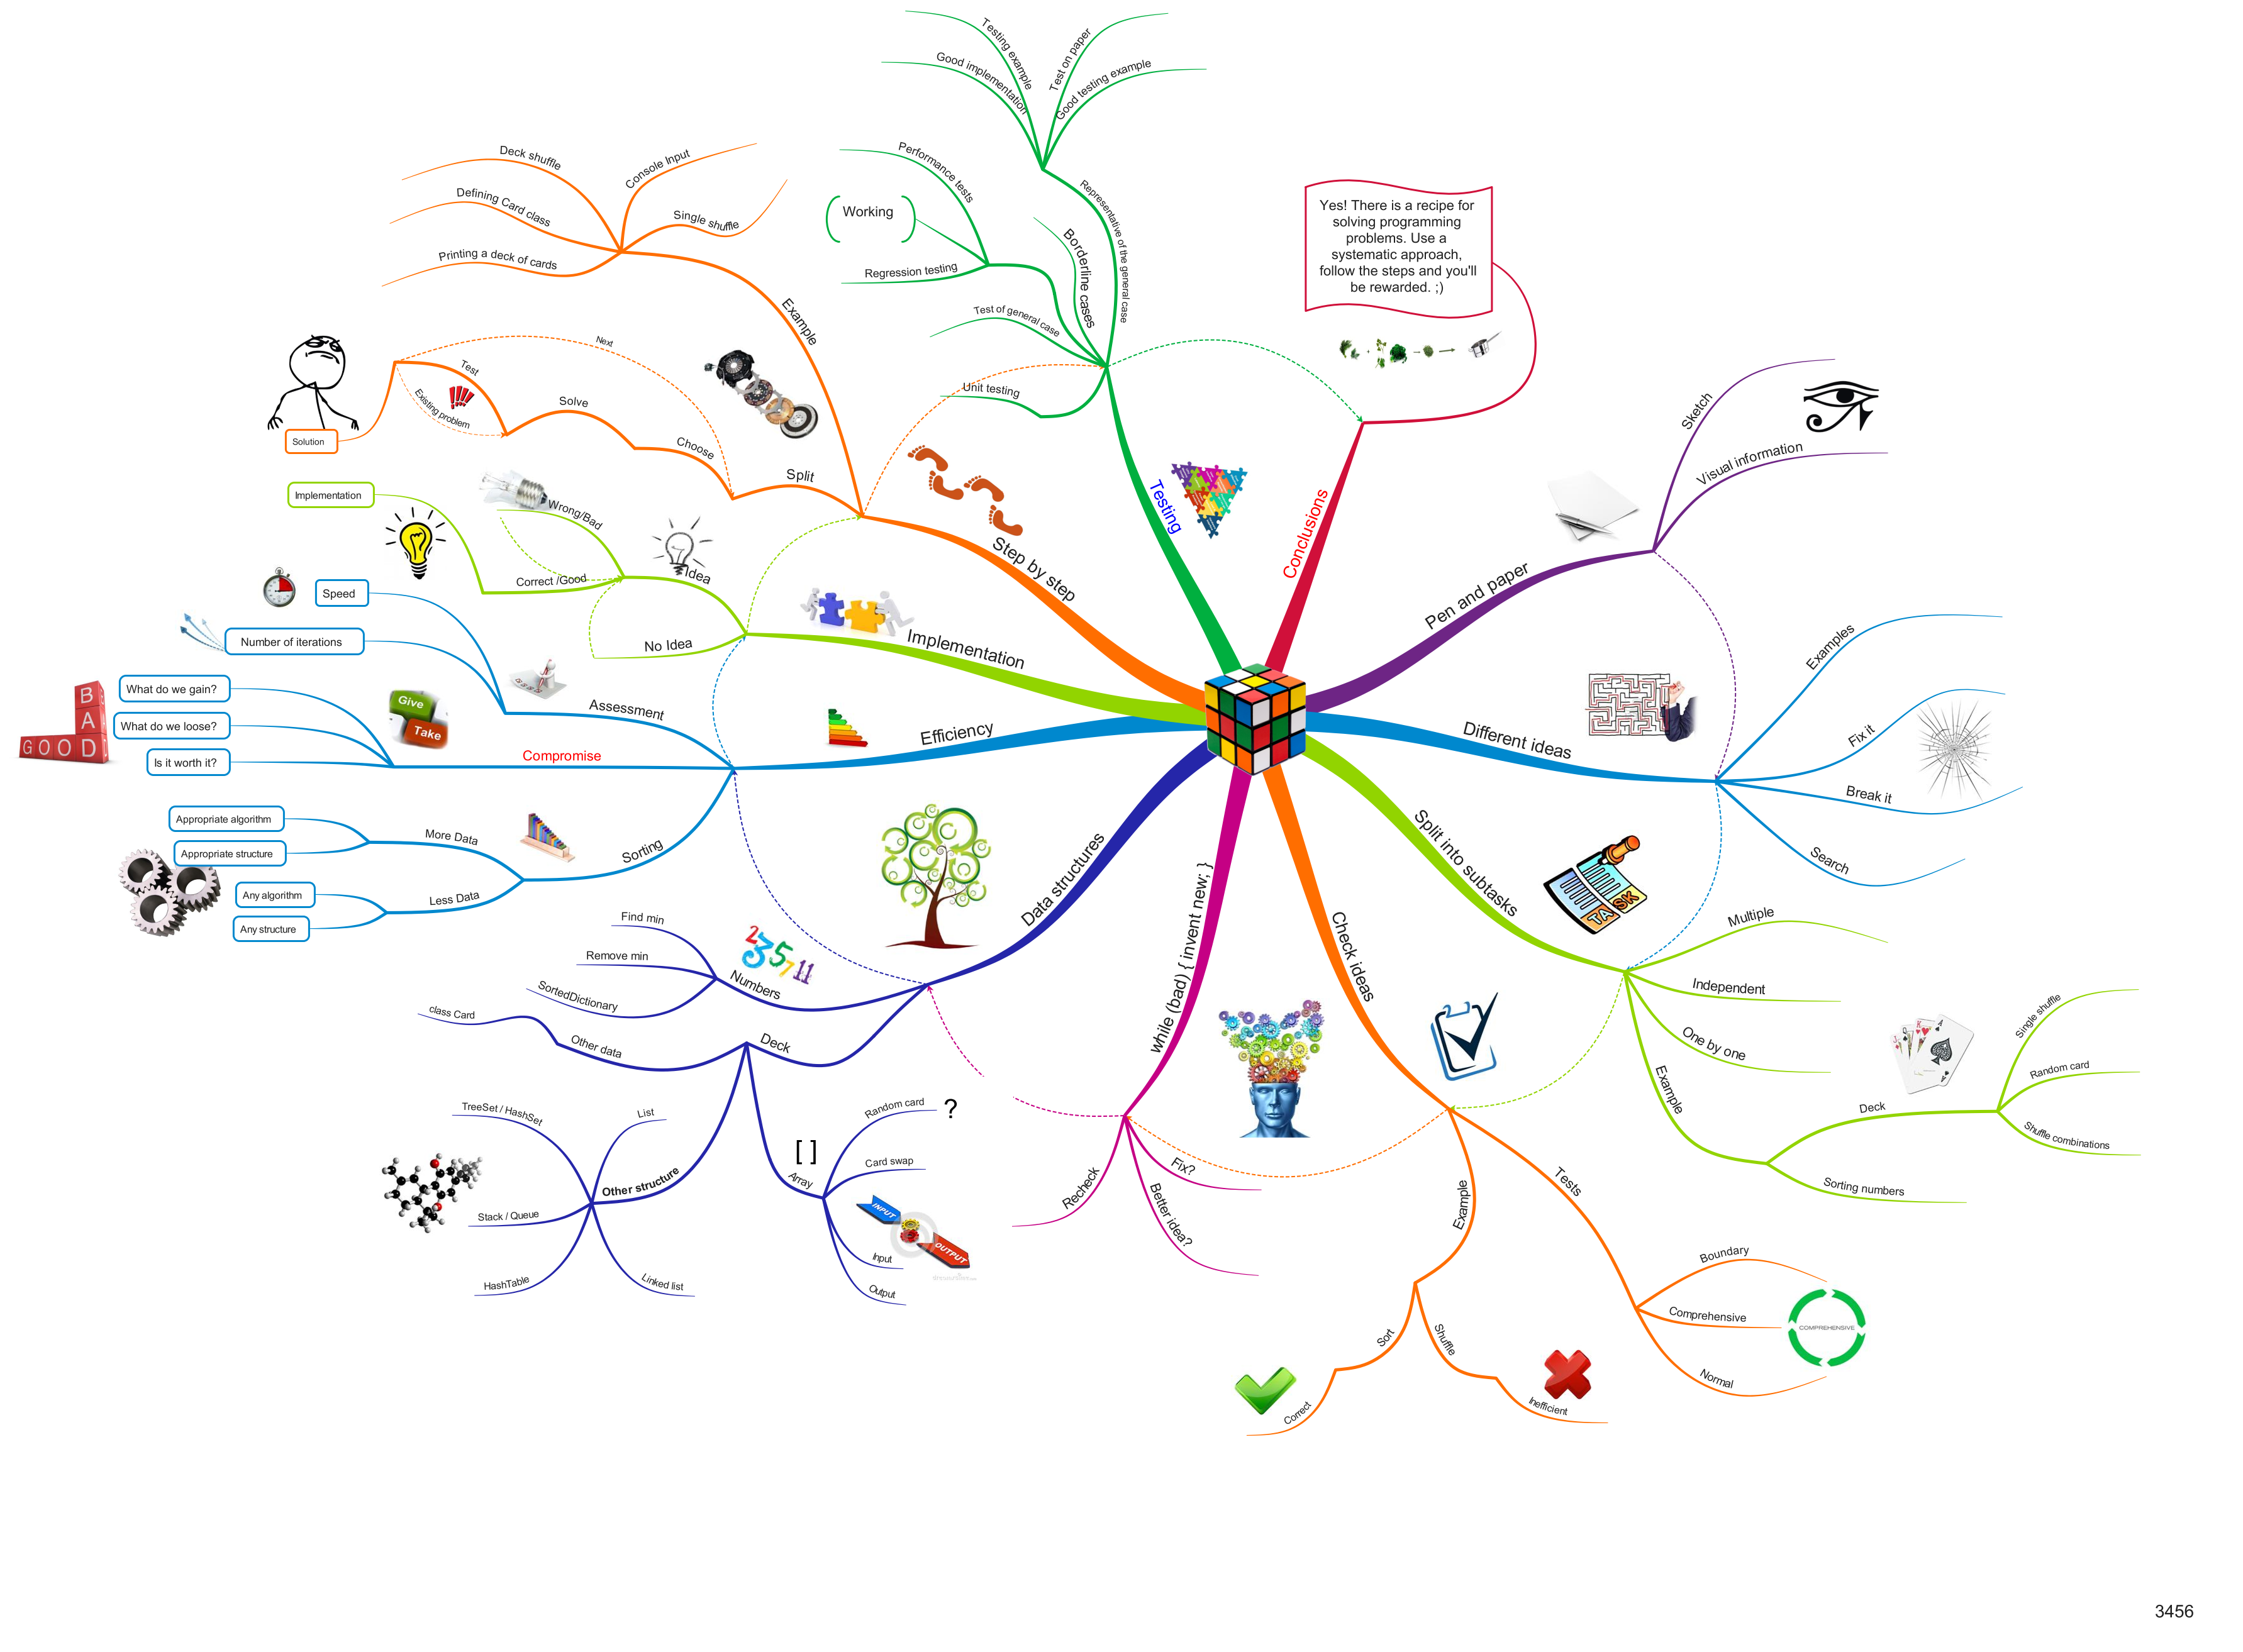 Testing example
Test on paper
Good implementation
Good testing example
Representative of the general case
Performance tests
Working
Regression testing
Borderline cases
Test of general case
Unit testing
Testing
Yes! There is a recipe for
solving programming
problems. Use a
systematic approach,
follow the steps and you'll
be rewarded. ;)
Conclusions
Pen and paper
Sketch
Visual information
Different ideas
Examples
Fix it
Break it
Search
Split into subtasks
TASK
Multiple
Independent
One by one
Example
Deck
Single shuffle
Random card
Shuffle combinations
Sorting numbers
Check ideas
Tests
Boundary
Comprehensive
COMPREHENSIVE
Normal
Example
Sort
Correct
Shuffle
Inefficient
while (bad) { invent new; }
Fix?
Better idea?
Recheck
Data structures
Numbers
2 3 5 7 11
Find min
Remove min
SortedDictionary
Deck
Other data
class Card
Other structure
TreeSet / HashSet
List
Stack / Queue
HashTable
Linked list
[ ]
Array
Random card
?
Card swap
Input
Output
INPUT
OUTPUT
Efficiency
Assessment
Speed
Number of iterations
Compromise
Give
Take
What do we gain?
What do we loose?
Is it worth it?
BAD
GOOD
Sorting
More Data
Appropriate algorithm
Appropriate structure
Less Data
Any algorithm
Any structure
Implementation
Idea
Wrong/Bad
Correct /Good
Implementation
No Idea
Step by step
Example
Deck shuffle
Console Input
Defining Card class
Single shuffle
Printing a deck of cards
Split
Choose
Solve
Test
Existing problem
Next
Solution
3456